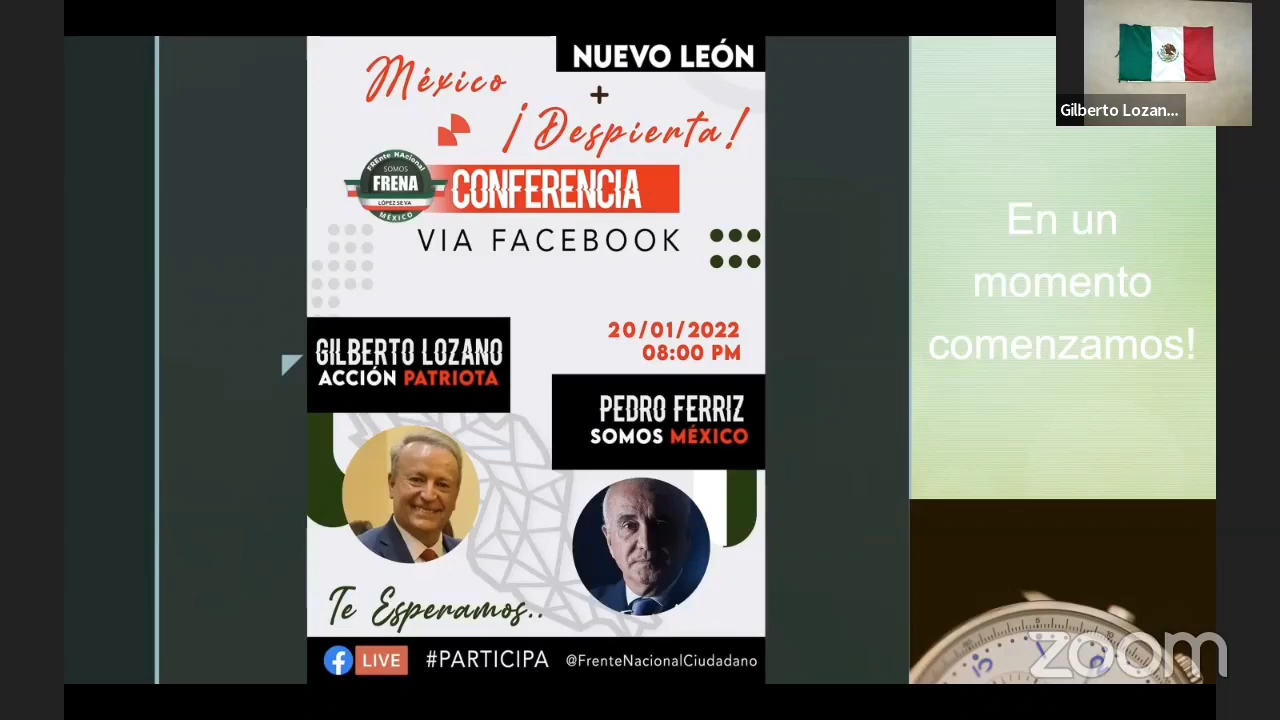 NUEVO LEÓN
México
+
¡Despierta!
FREnte NAcional
SOMOS
FRENA
LÓPEZ SE VA
MÉXICO
CONFERENCIA
VIA FACEBOOK
20/01/2022
08:00 PM
GILBERTO LOZANO
ACCIÓN PATRIOTA
PEDRO FERRIZ
SOMOS MÉXICO
Te Esperamos..
LIVE
#PARTICIPA
@FrenteNacionalCiudadano
Gilberto Lozan...
En un
momento
comenzamos!
zoom